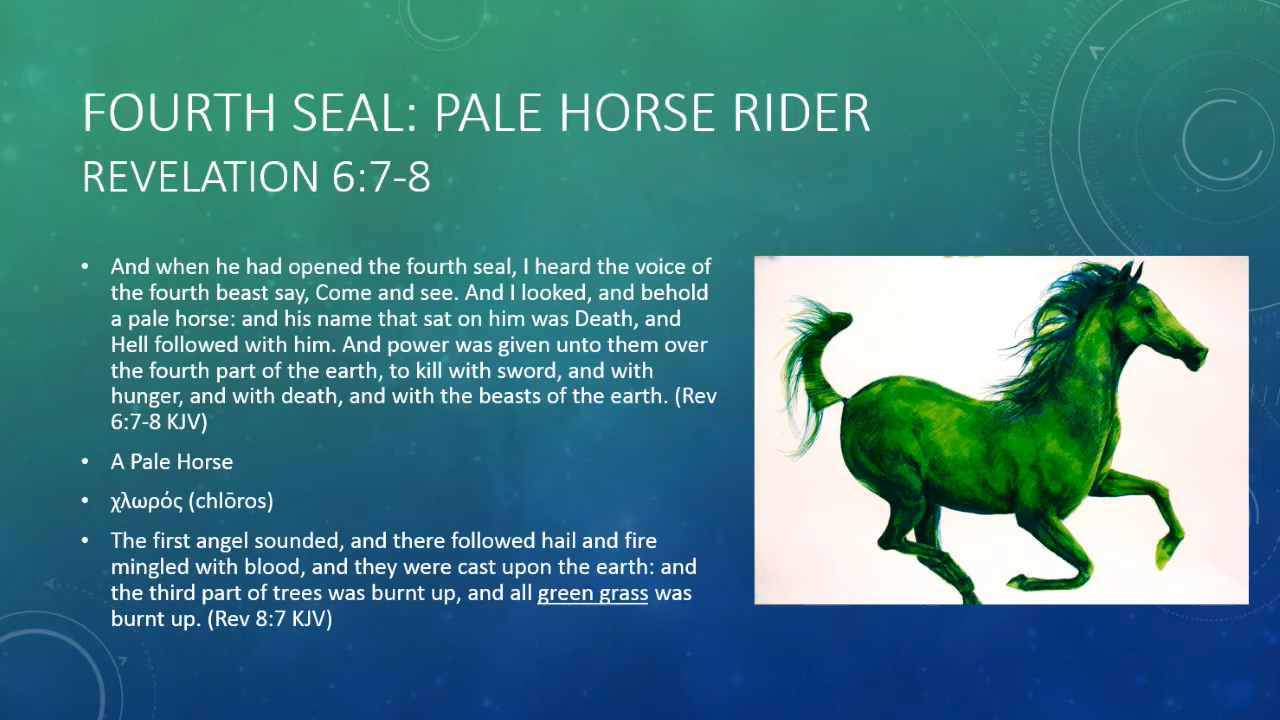 FOURTH SEAL: PALE HORSE RIDER
REVELATION 6:7-8
• And when he had opened the fourth seal, I heard the voice of
the fourth beast say, Come and see. And I looked, and behold
a pale horse: and his name that sat on him was Death, and
Hell followed with him. And power was given unto them over
the fourth part of the earth, to kill with sword, and with
hunger, and with death, and with the beasts of the earth. (Rev
6:7-8 KJV)
• A Pale Horse
• χλωρός (chlōros)
• The first angel sounded, and there followed hail and fire
mingled with blood, and they were cast upon the earth: and
the third part of trees was burnt up, and all green grass was
burnt up. (Rev 8:7 KJV)